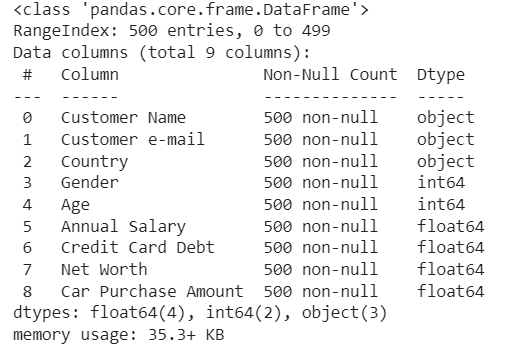 <class 'pandas.core.frame.DataFrame'>
RangeIndex: 500 entries, 0 to 499
Data columns (total 9 columns):
 #   Column               Non-Null Count  Dtype
---  ------               --------------  -----
 0   Customer Name        500 non-null    object
 1   Customer e-mail      500 non-null    object
 2   Country              500 non-null    object
 3   Gender               500 non-null    int64
 4   Age                  500 non-null    int64
 5   Annual Salary        500 non-null    float64
 6   Credit Card Debt     500 non-null    float64
 7   Net Worth            500 non-null    float64
 8   Car Purchase Amount  500 non-null    float64
dtypes: float64(4), int64(2), object(3)
memory usage: 35.3+ KB